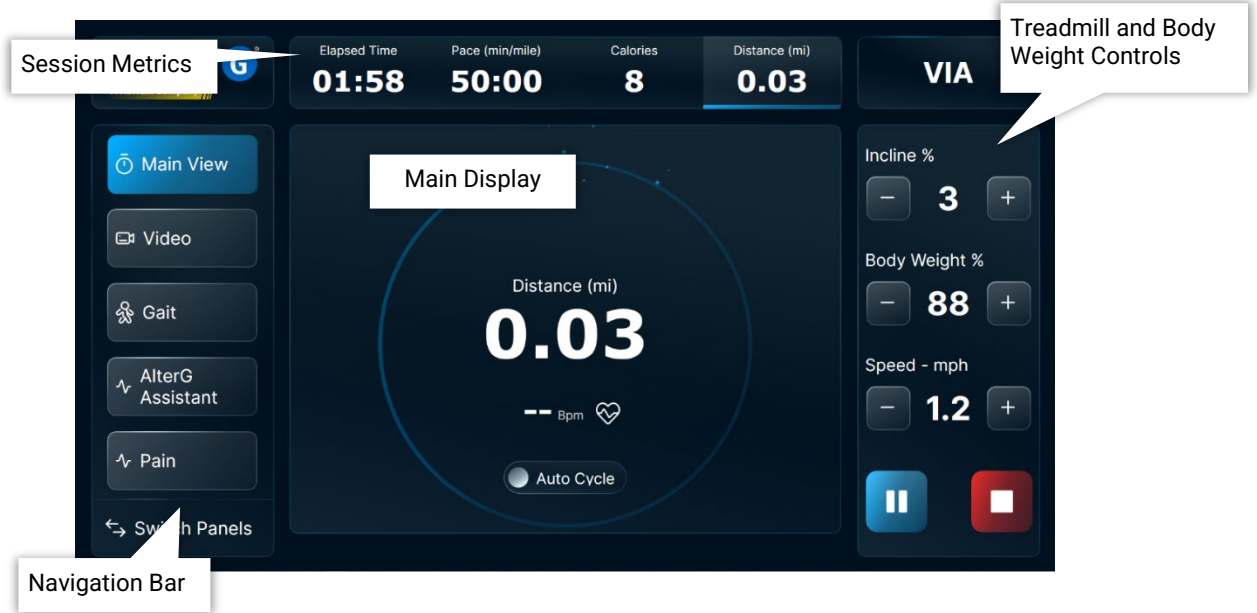 Treadmill and Body
Weight Controls
Session Metrics
G
Elapsed Time
01:58
Pace (min/mile)
50:00
Calories
8
Distance (mi)
0.03
VIA
Main View
Video
Gait
AlterG
Assistant
Pain
Switch Panels
Navigation Bar
Main Display
Distance (mi)
0.03
-- Bpm
Auto Cycle
Incline %
− 3 +
Body Weight %
− 88 +
Speed - mph
− 1.2 +